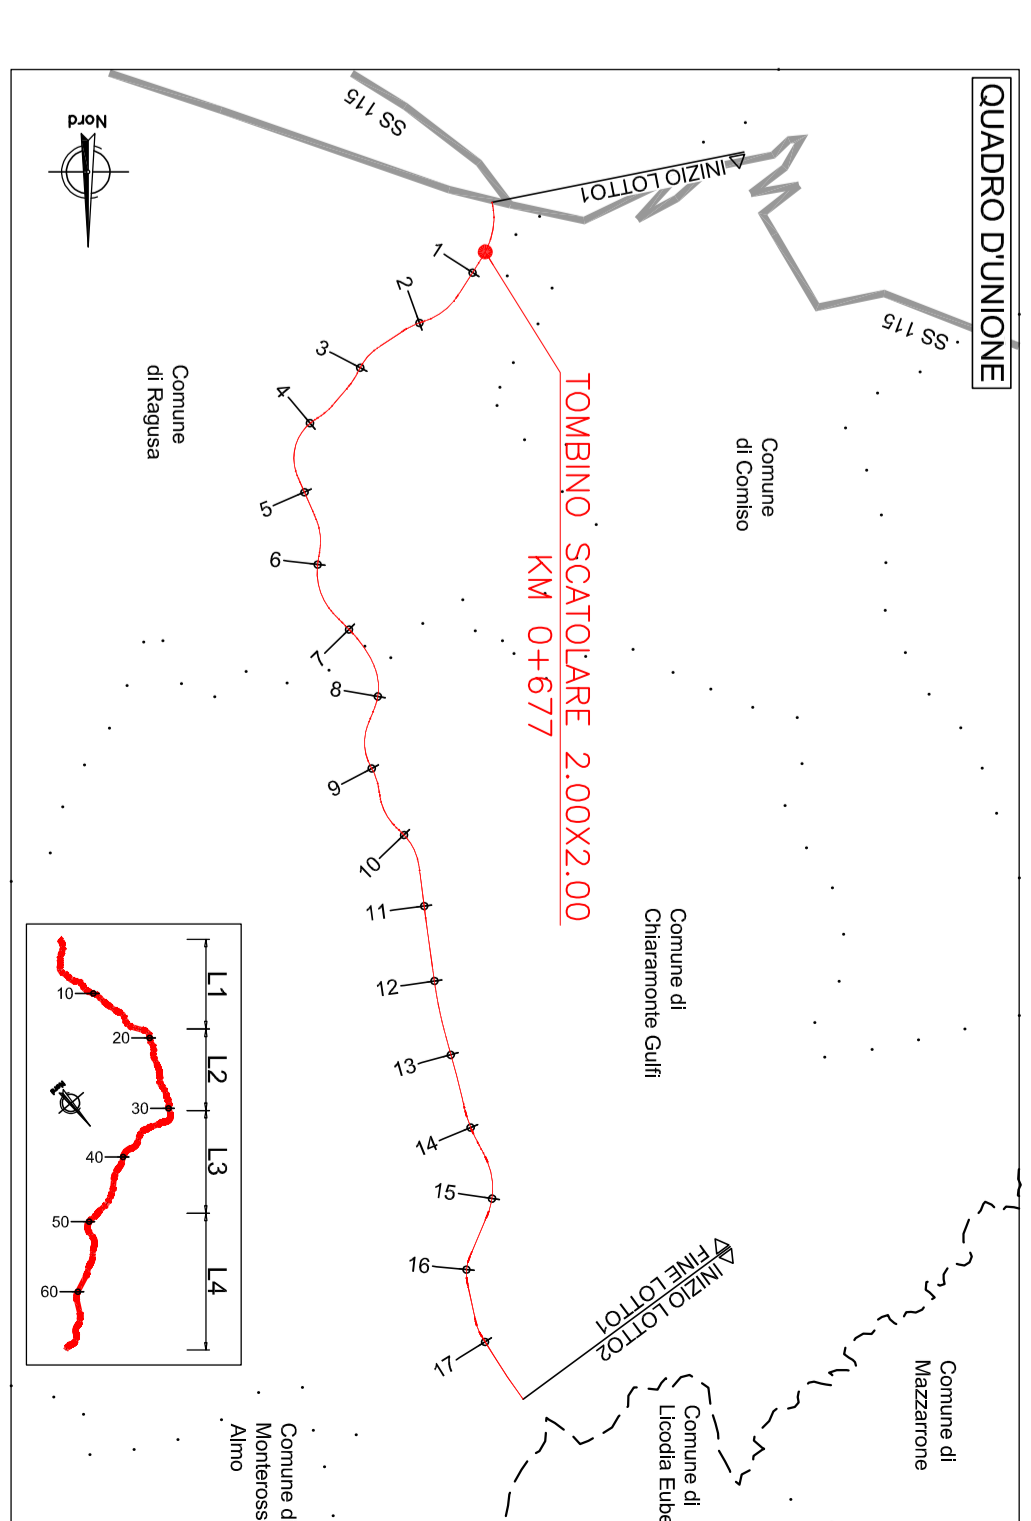 QUADRO D'UNIONE
SS 115
SS 115
Nord
INIZIO LOTTO1
TOMBINO SCATOLARE 2.00X2.00
KM 0+677
Comune
di Comiso
Comune
di Ragusa
Comune di
Chiaramonte Gulfi
1
2
3
4
5
6
7
8
9
10
11
12
13
14
15
16
17
INIZIO LOTTO2
FINE LOTTO1
Comune di
Mazzarrone
Comune di
Licodia Eube
Comune d
Monteross
Almo
L1
L2
L3
L4
10
20
30
40
50
60